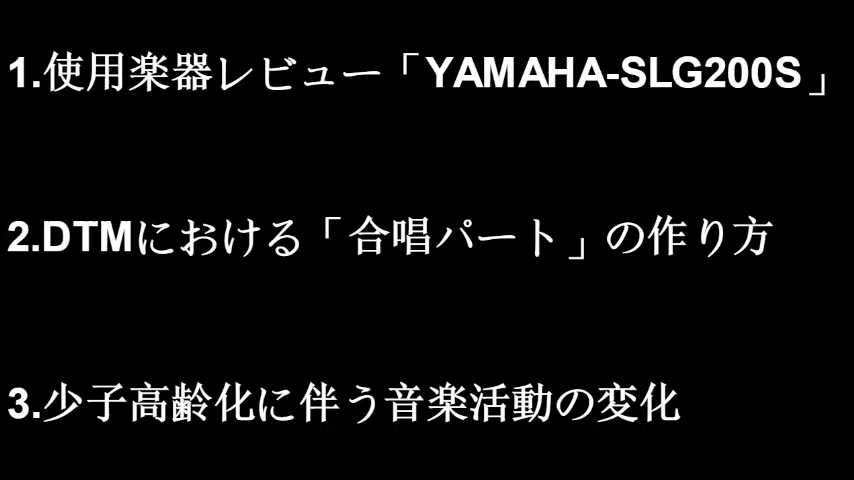 1.使用楽器レビュー「YAMAHA-SLG200S」
2.DTMにおける「合唱パート」の作り方
3.少子高齢化に伴う音楽活動の変化